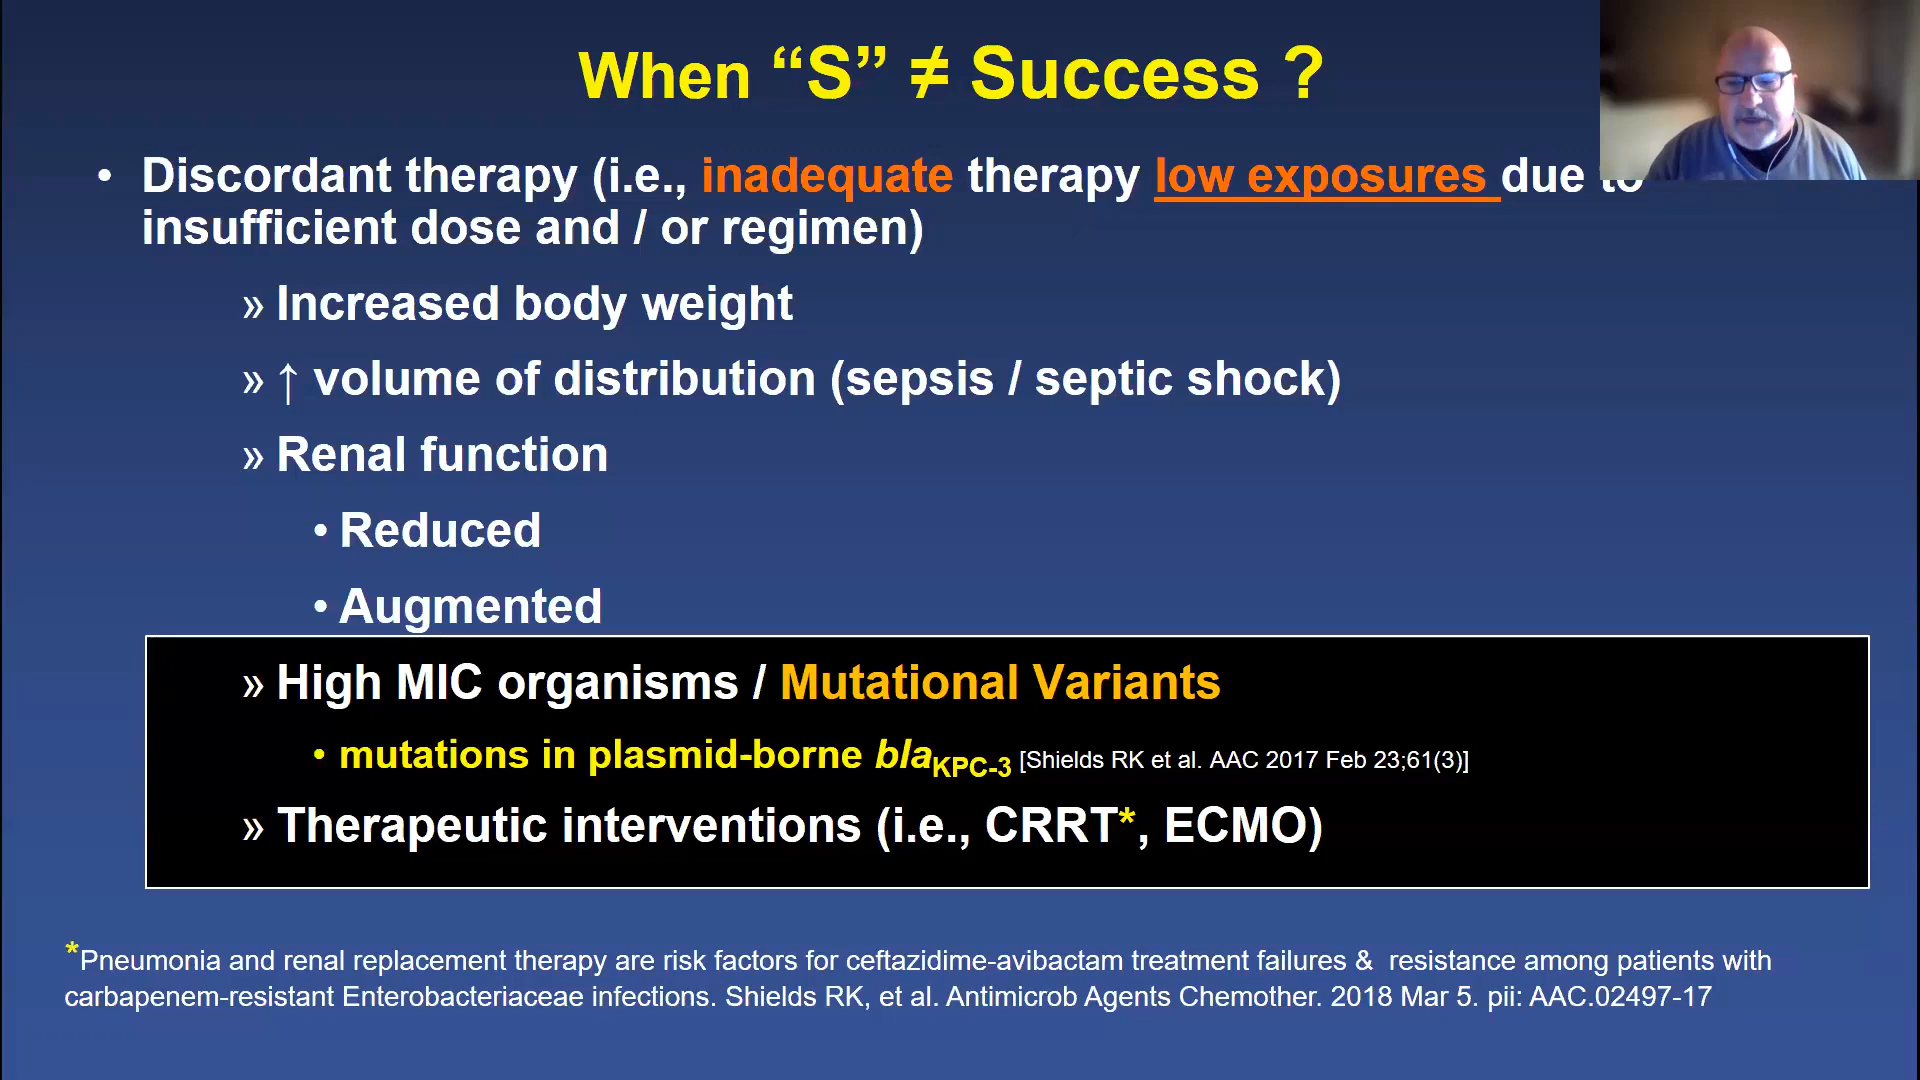 When “S” ≠ Success ?
• Discordant therapy (i.e., inadequate therapy low exposures due to
insufficient dose and / or regimen)
» Increased body weight
» ↑ volume of distribution (sepsis / septic shock)
» Renal function
• Reduced
• Augmented
» High MIC organisms / Mutational Variants
• mutations in plasmid-borne blaKPC-3 [Shields RK et al. AAC 2017 Feb 23;61(3)]
» Therapeutic interventions (i.e., CRRT*, ECMO)
*Pneumonia and renal replacement therapy are risk factors for ceftazidime-avibactam treatment failures & resistance among patients with
carbapenem-resistant Enterobacteriaceae infections. Shields RK, et al. Antimicrob Agents Chemother. 2018 Mar 5. pii: AAC.02497-17